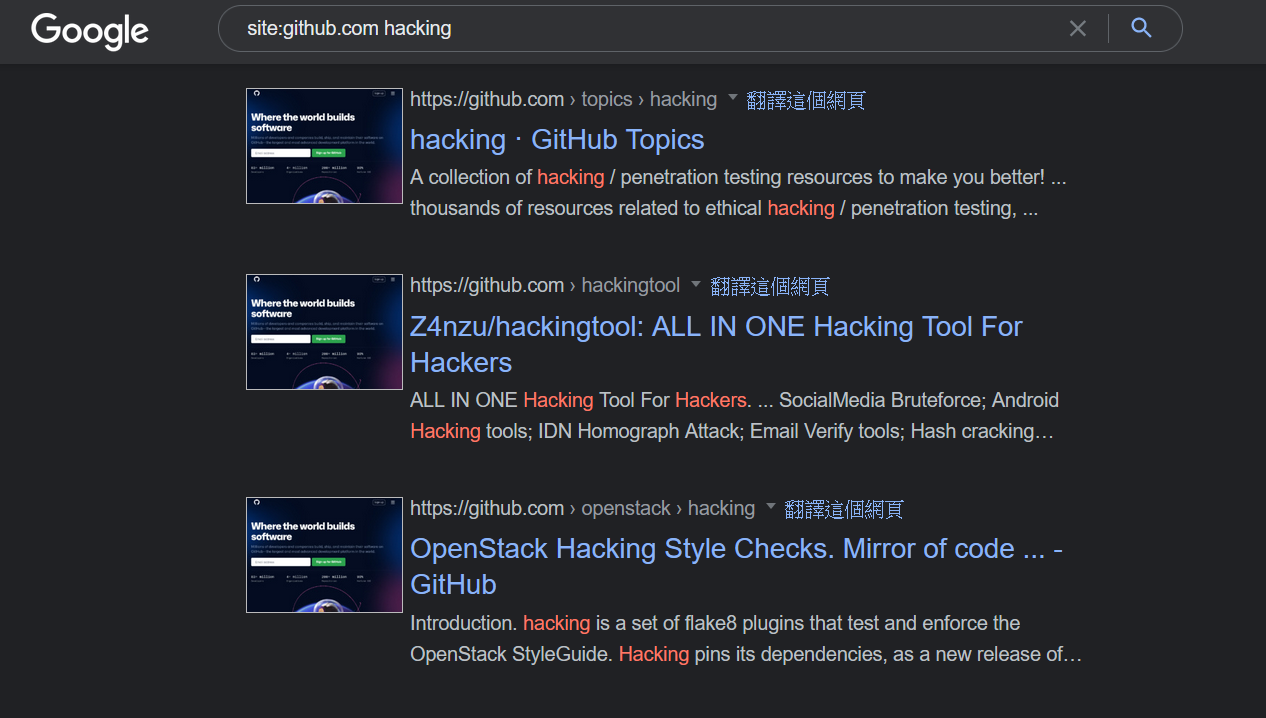 Google
site:github.com hacking
https://github.com › topics › hacking 翻譯這個網頁
Where the world builds
software
hacking · GitHub Topics
A collection of hacking / penetration testing resources to make you better! ...
thousands of resources related to ethical hacking / penetration testing, ...
https://github.com › hackingtool 翻譯這個網頁
Where the world builds
software
Z4nzu/hackingtool: ALL IN ONE Hacking Tool For
Hackers
ALL IN ONE Hacking Tool For Hackers. ... SocialMedia Bruteforce; Android
Hacking tools; IDN Homograph Attack; Email Verify tools; Hash cracking…
https://github.com › openstack › hacking 翻譯這個網頁
Where the world builds
software
OpenStack Hacking Style Checks. Mirror of code ... -
GitHub
Introduction. hacking is a set of flake8 plugins that test and enforce the
OpenStack StyleGuide. Hacking pins its dependencies, as a new release of…